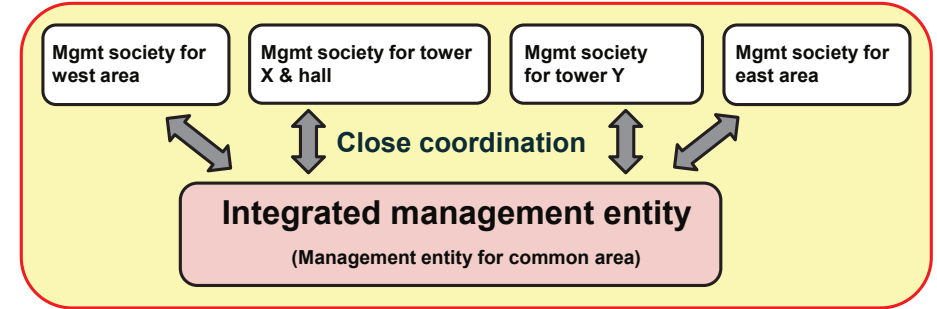 Mgmt society for
west area
Mgmt society for tower
X & hall
Mgmt society
for tower Y
Mgmt society for
east area
Close coordination
Integrated management entity
(Management entity for common area)